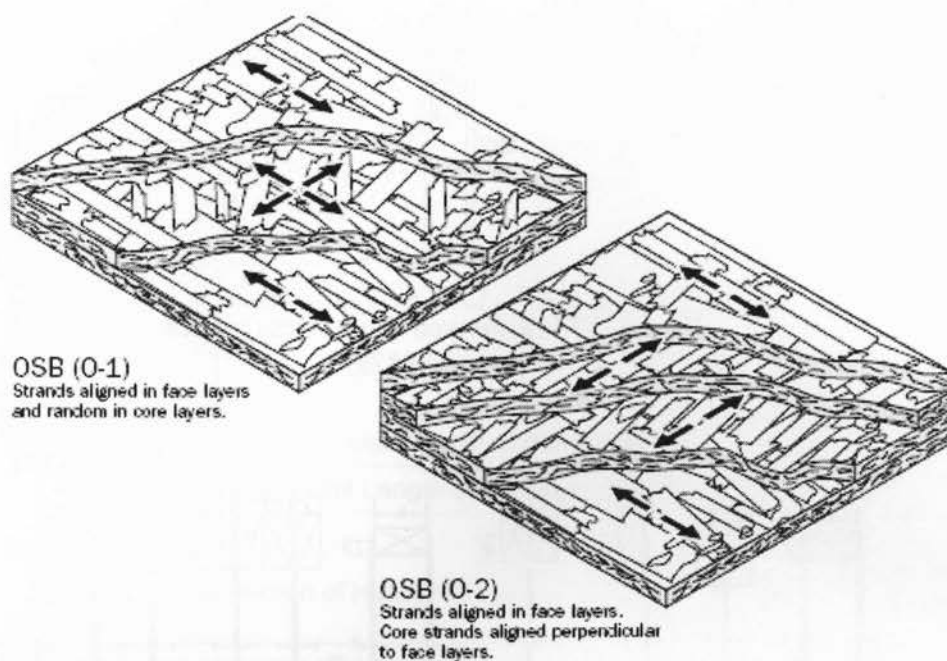 OSB (O-1)
Strands aligned in face layers
and random in core layers.
OSB (O-2)
Strands aligned in face layers.
Core strands aligned perpendicular
to face layers.